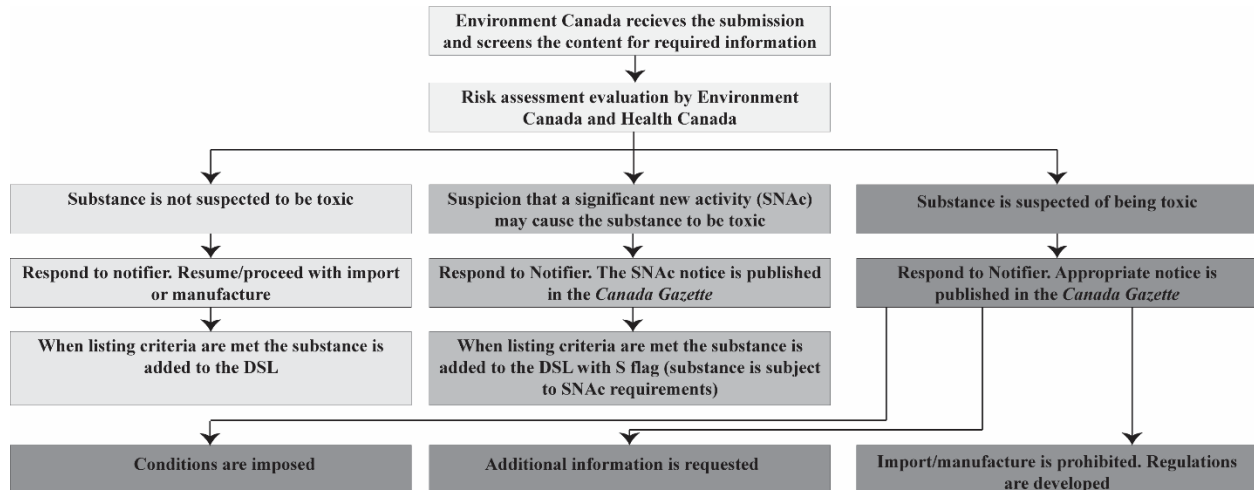 Environment Canada recieves the submission
and screens the content for required information
Risk assessment evaluation by Environment
Canada and Health Canada
Substance is not suspected to be toxic
Suspicion that a significant new activity (SNAc)
may cause the substance to be toxic
Substance is suspected of being toxic
Respond to notifier. Resume/proceed with import
or manufacture
Respond to Notifier. The SNAc notice is published
in the Canada Gazette
Respond to Notifier. Appropriate notice is
published in the Canada Gazette
When listing criteria are met the substance is
added to the DSL
When listing criteria are met the substance is
added to the DSL with S flag (substance is subject
to SNAc requirements)
Conditions are imposed
Additional information is requested
Import/manufacture is prohibited. Regulations
are developed